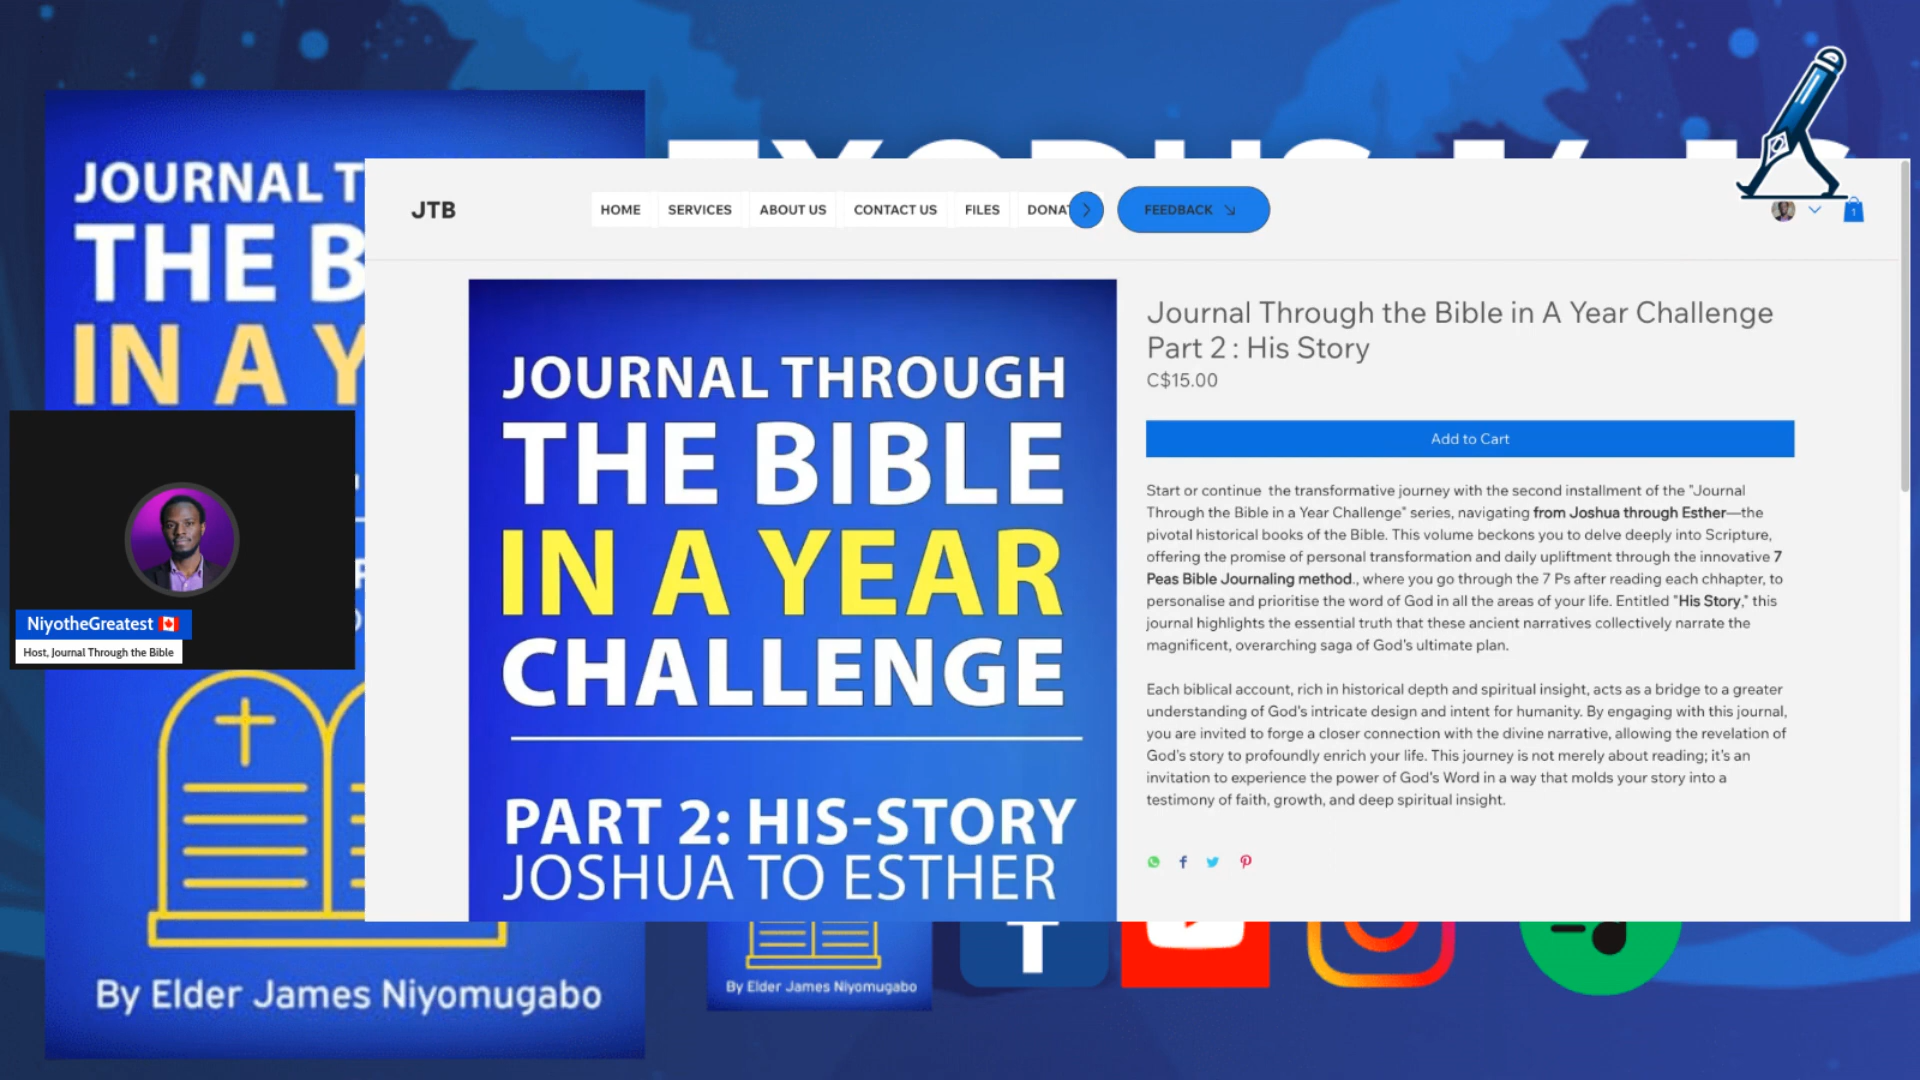 JOURNAL T
THE B
IN A Y
By Elder James Niyomugabo
NiyotheGreatest
Host, Journal Through the Bible
JTB
HOME
SERVICES
ABOUT US
CONTACT US
FILES
DONAT
FEEDBACK
1
JOURNAL THROUGH
THE BIBLE
IN A YEAR
CHALLENGE
PART 2: HIS-STORY
JOSHUA TO ESTHER
Journal Through the Bible in A Year Challenge
Part 2 : His Story
C$15.00
Add to Cart
Start or continue  the transformative journey with the second installment of the "Journal
Through the Bible in a Year Challenge" series, navigating from Joshua through Esther—the
pivotal historical books of the Bible. This volume beckons you to delve deeply into Scripture,
offering the promise of personal transformation and daily upliftment through the innovative 7
Peas Bible Journaling method., where you go through the 7 Ps after reading each chhapter, to
personalise and prioritise the word of God in all the areas of your life. Entitled "His Story," this
journal highlights the essential truth that these ancient narratives collectively narrate the
magnificent, overarching saga of God's ultimate plan.
Each biblical account, rich in historical depth and spiritual insight, acts as a bridge to a greater
understanding of God's intricate design and intent for humanity. By engaging with this journal,
you are invited to forge a closer connection with the divine narrative, allowing the revelation of
God's story to profoundly enrich your life. This journey is not merely about reading; it's an
invitation to experience the power of God's Word in a way that molds your story into a
testimony of faith, growth, and deep spiritual insight.
By Elder James Niyomugabo